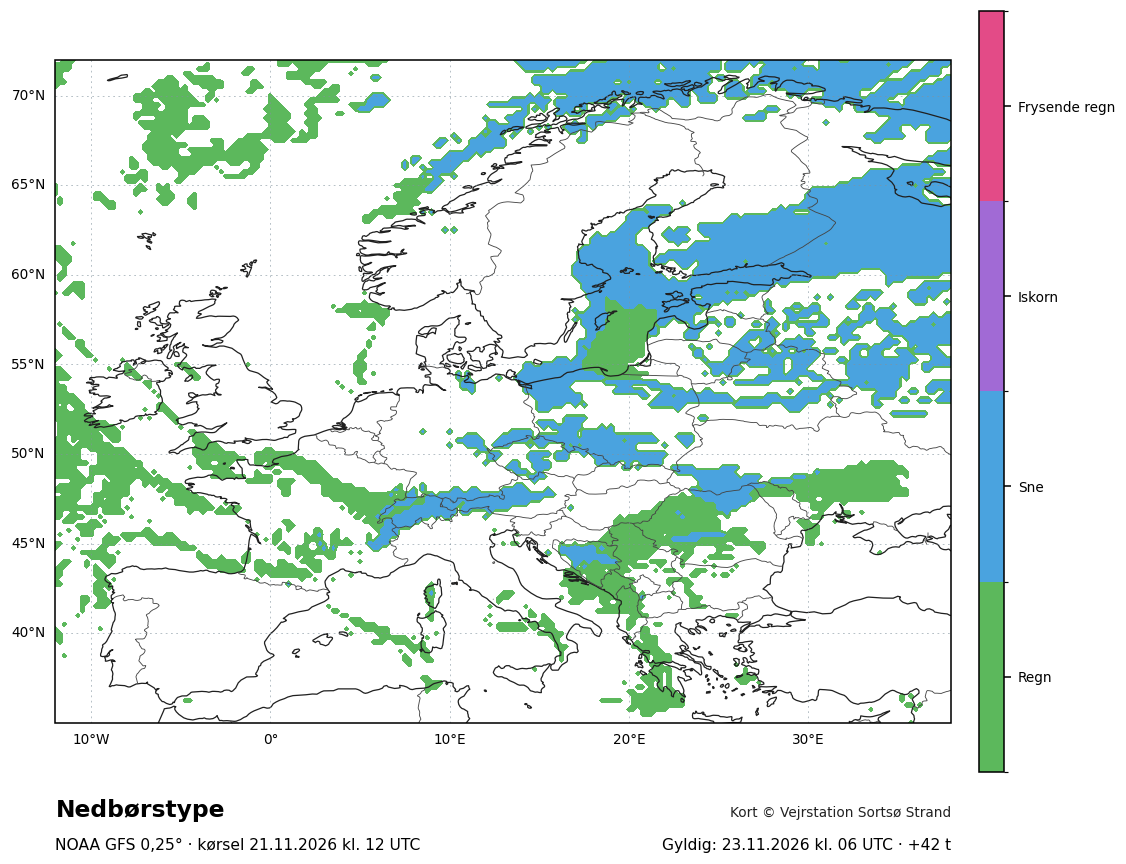 70°N
65°N
60°N
55°N
50°N
45°N
40°N
10°W
0°
10°E
20°E
30°E
Frysende regn
Iskorn
Sne
Regn
Nedbørstype
Kort © Vejrstation Sortsø Strand
NOAA GFS 0,25° · kørsel 21.11.2026 kl. 12 UTC
Gyldig: 23.11.2026 kl. 06 UTC · +42 t